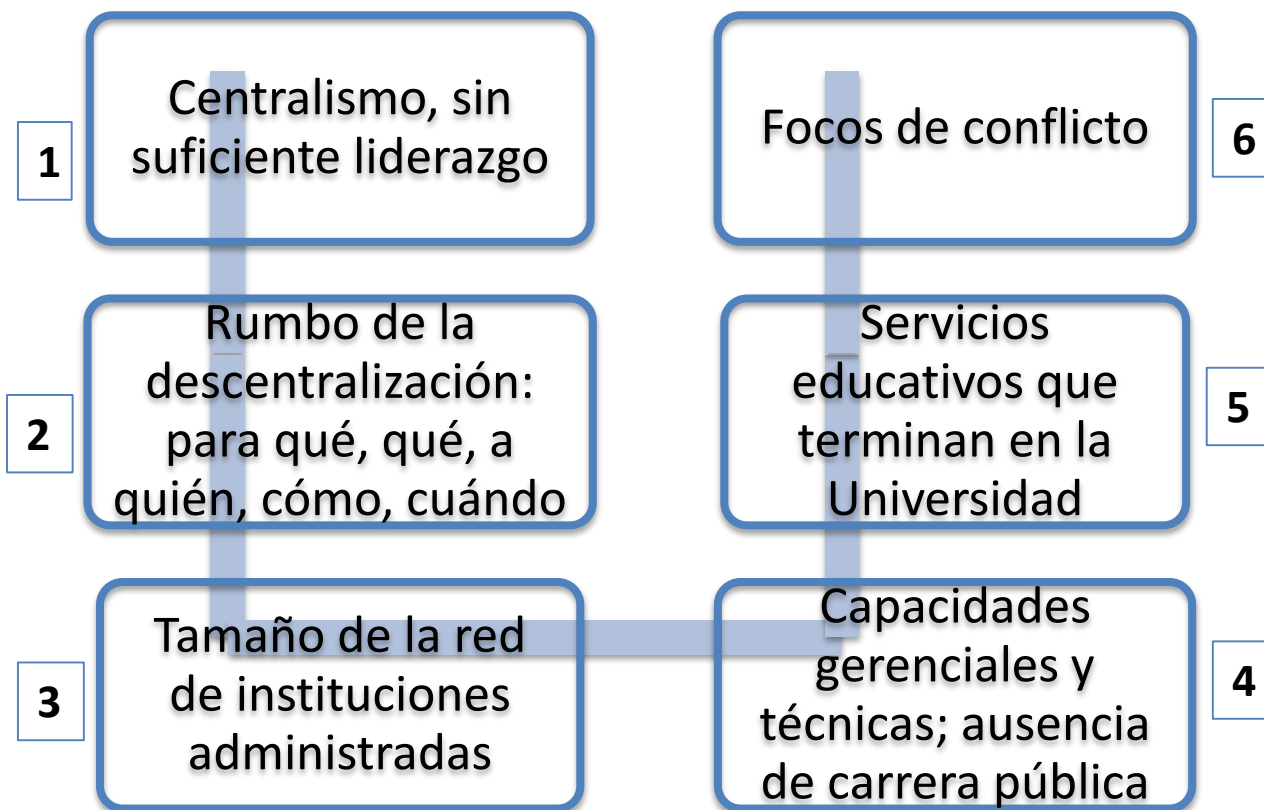 1
Centralismo, sin
suficiente liderazgo
2
Rumbo de la
descentralización:
para qué, qué, a
quién, cómo, cuándo
3
Tamaño de la red
de instituciones
administradas
4
Capacidades
gerenciales y
técnicas; ausencia
de carrera pública
5
Servicios
educativos que
terminan en la
Universidad
6
Focos de conflicto